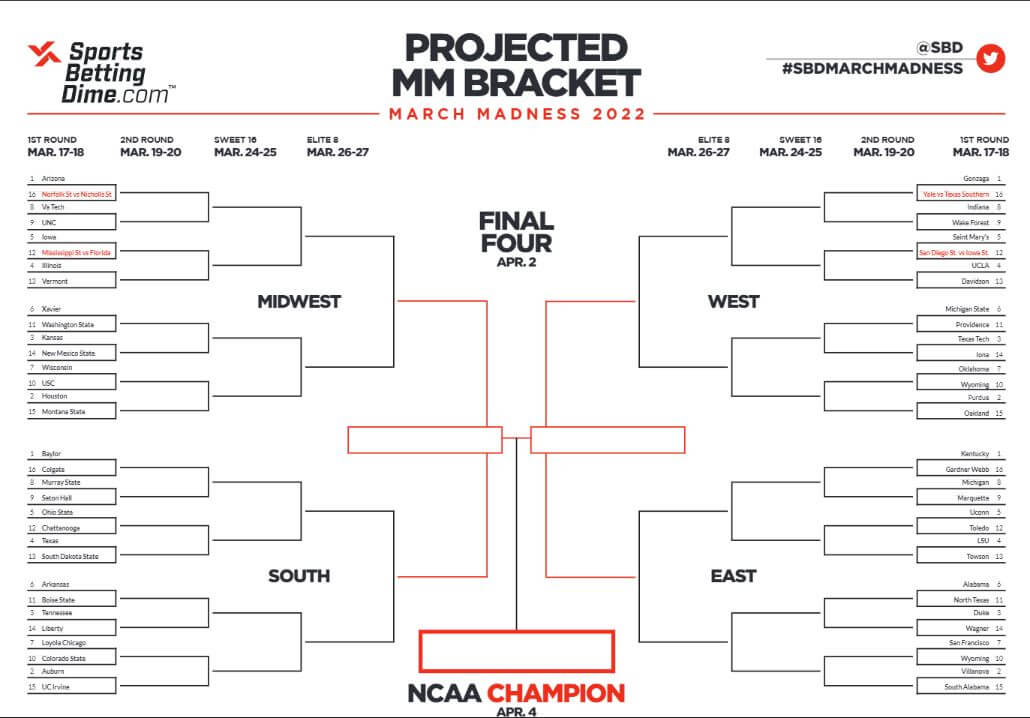 Sports
Betting
Dime.com™
PROJECTED
MM BRACKET
MARCH MADNESS 2022
@SBD
#SBDMARCHMADNESS
1ST ROUND
MAR. 17-18
2ND ROUND
MAR. 19-20
SWEET 16
MAR. 24-25
ELITE 8
MAR. 26-27
ELITE 8
MAR. 26-27
SWEET 16
MAR. 24-25
2ND ROUND
MAR. 19-20
1ST ROUND
MAR. 17-18
1 Arizona
16 Norfolk St vs Nicholls St
8 Va Tech
9 UNC
5 Iowa
12 Mississippi St vs Florida
4 Illinois
13 Vermont
MIDWEST
6 Xavier
11 Washington State
3 Kansas
14 New Mexico State
7 Wisconsin
10 USC
2 Houston
15 Montana State
1 Baylor
16 Colgate
8 Murray State
9 Seton Hall
5 Ohio State
12 Chattanooga
4 Texas
13 South Dakota State
SOUTH
6 Arkansas
11 Boise State
3 Tennessee
14 Liberty
7 Loyola Chicago
10 Colorado State
2 Auburn
15 UC Irvine
FINAL
FOUR
APR. 2
Gonzaga 1
Yale vs Texas Southern 16
Indiana 8
Wake Forest 9
Saint Mary's 5
San Diego St vs Iowa St 12
UCLA 4
Davidson 13
WEST
Michigan State 6
Providence 11
Texas Tech 3
Iona 14
Oklahoma 7
Wyoming 10
Purdue 2
Oakland 15
Kentucky 1
Gardner Webb 16
Michigan 8
Marquette 9
Uconn 5
Toledo 12
LSU 4
Towson 13
EAST
Alabama 6
North Texas 11
Duke 3
Wagner 14
San Francisco 7
Wyoming 10
Villanova 2
South Alabama 15
NCAA CHAMPION
APR. 4